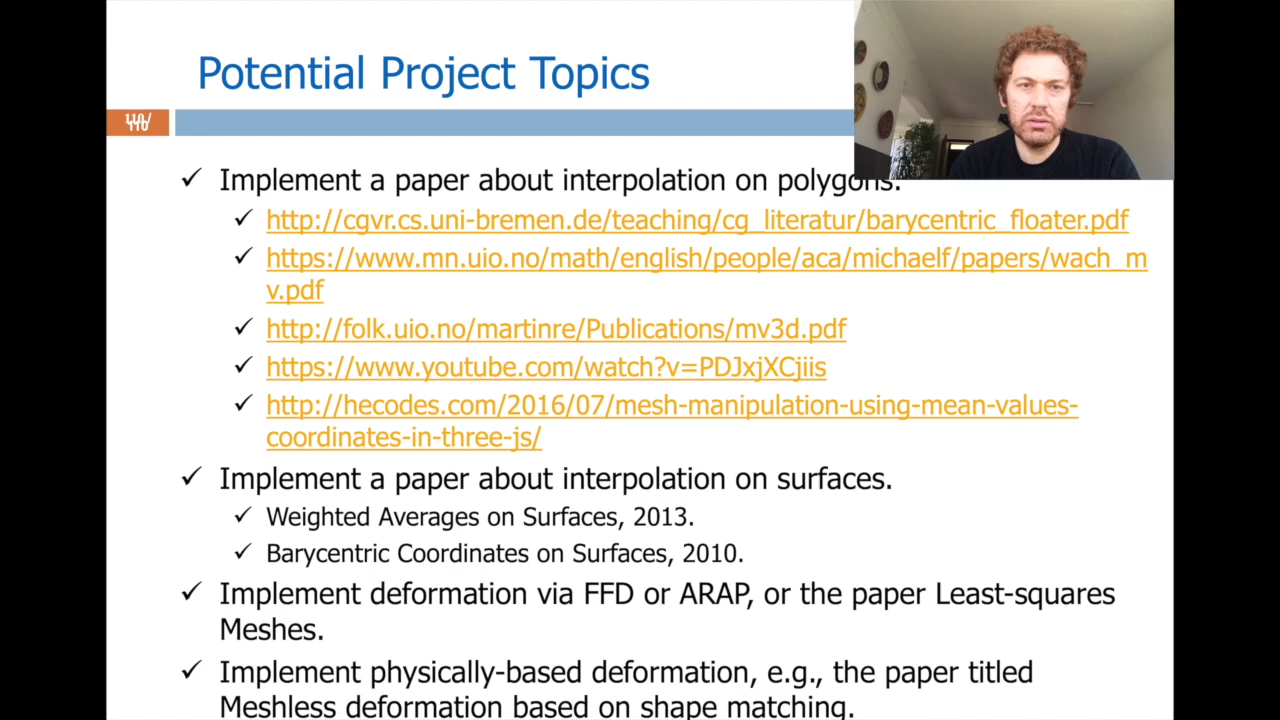 Potential Project Topics
✓ Implement a paper about interpolation on polygons.
✓ http://cgvr.cs.uni-bremen.de/teaching/cg_literatur/barycentric_floater.pdf
✓ https://www.mn.uio.no/math/english/people/aca/michaelf/papers/wach_m
v.pdf
✓ http://folk.uio.no/martinre/Publications/mv3d.pdf
✓ https://www.youtube.com/watch?v=PDJxjXCjiis
✓ http://hecodes.com/2016/07/mesh-manipulation-using-mean-values-
coordinates-in-three-js/
✓ Implement a paper about interpolation on surfaces.
✓ Weighted Averages on Surfaces, 2013.
✓ Barycentric Coordinates on Surfaces, 2010.
✓ Implement deformation via FFD or ARAP, or the paper Least-squares
Meshes.
✓ Implement physically-based deformation, e.g., the paper titled
Meshless deformation based on shape matching.